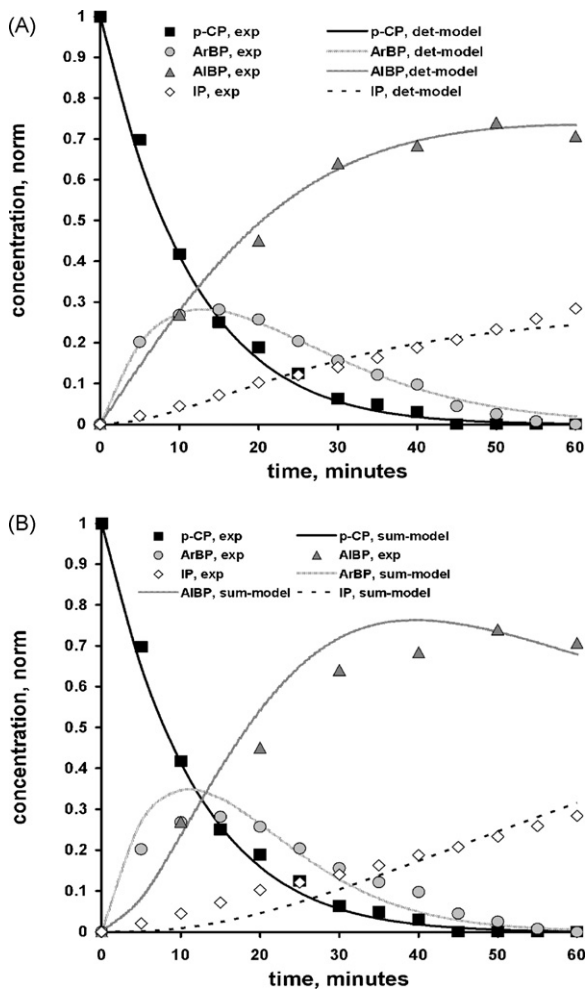 (A)
p-CP, exp p-CP, det-model
ArBP, exp ArBP, det-model
AlBP, exp AlBP,det-model
IP, exp IP, det-model
concentration, norm
1
0.9
0.8
0.7
0.6
0.5
0.4
0.3
0.2
0.1
0
0 10 20 30 40 50 60
time, minutes
(B)
p-CP, exp p-CP, sum-model
ArBP, exp AlBP, exp
IP, exp ArBP, sum-model
AlBP, sum-model IP, sum-model
concentration, norm
1
0.9
0.8
0.7
0.6
0.5
0.4
0.3
0.2
0.1
0
0 10 20 30 40 50 60
time, minutes